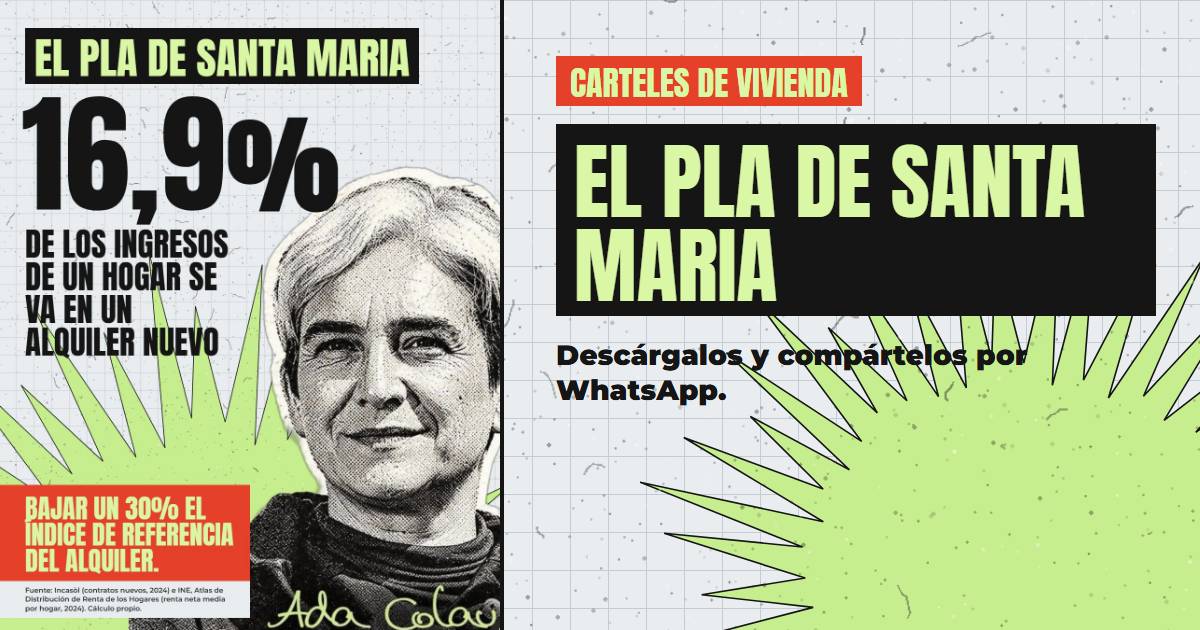 EL PLA DE SANTA MARIA
16,9%
DE LOS INGRESOS
DE UN HOGAR SE
VA EN UN
ALQUILER NUEVO
BAJAR UN 30% EL
ÍNDICE DE REFERENCIA
DEL ALQUILER.
Fuente: Incasòl (contratos nuevos, 2024) e INE, Atlas de
Distribución de Renta de los Hogares (renta neta media
por hogar, 2024). Cálculo propio.
Ada Colau
CARTELES DE VIVIENDA
EL PLA DE SANTA
MARIA
Descárgalos y compártelos por
WhatsApp.